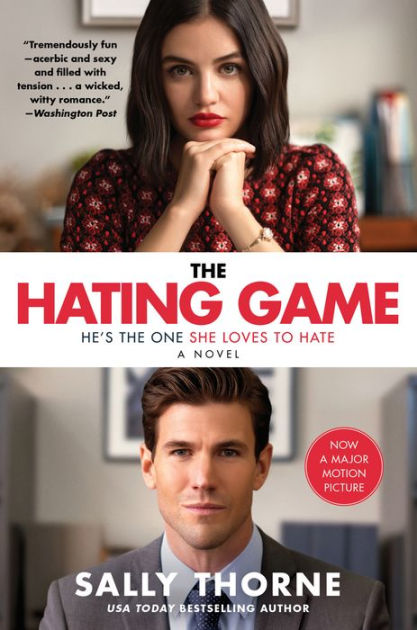 “Tremendously fun
—acerbic and sexy
and filled with
tension . . . a wicked,
witty romance.”
—Washington Post
THE
HATING GAME
HE’S THE ONE SHE LOVES TO HATE
A NOVEL
NOW
A MAJOR
MOTION
PICTURE
SALLY THORNE
USA TODAY BESTSELLING AUTHOR